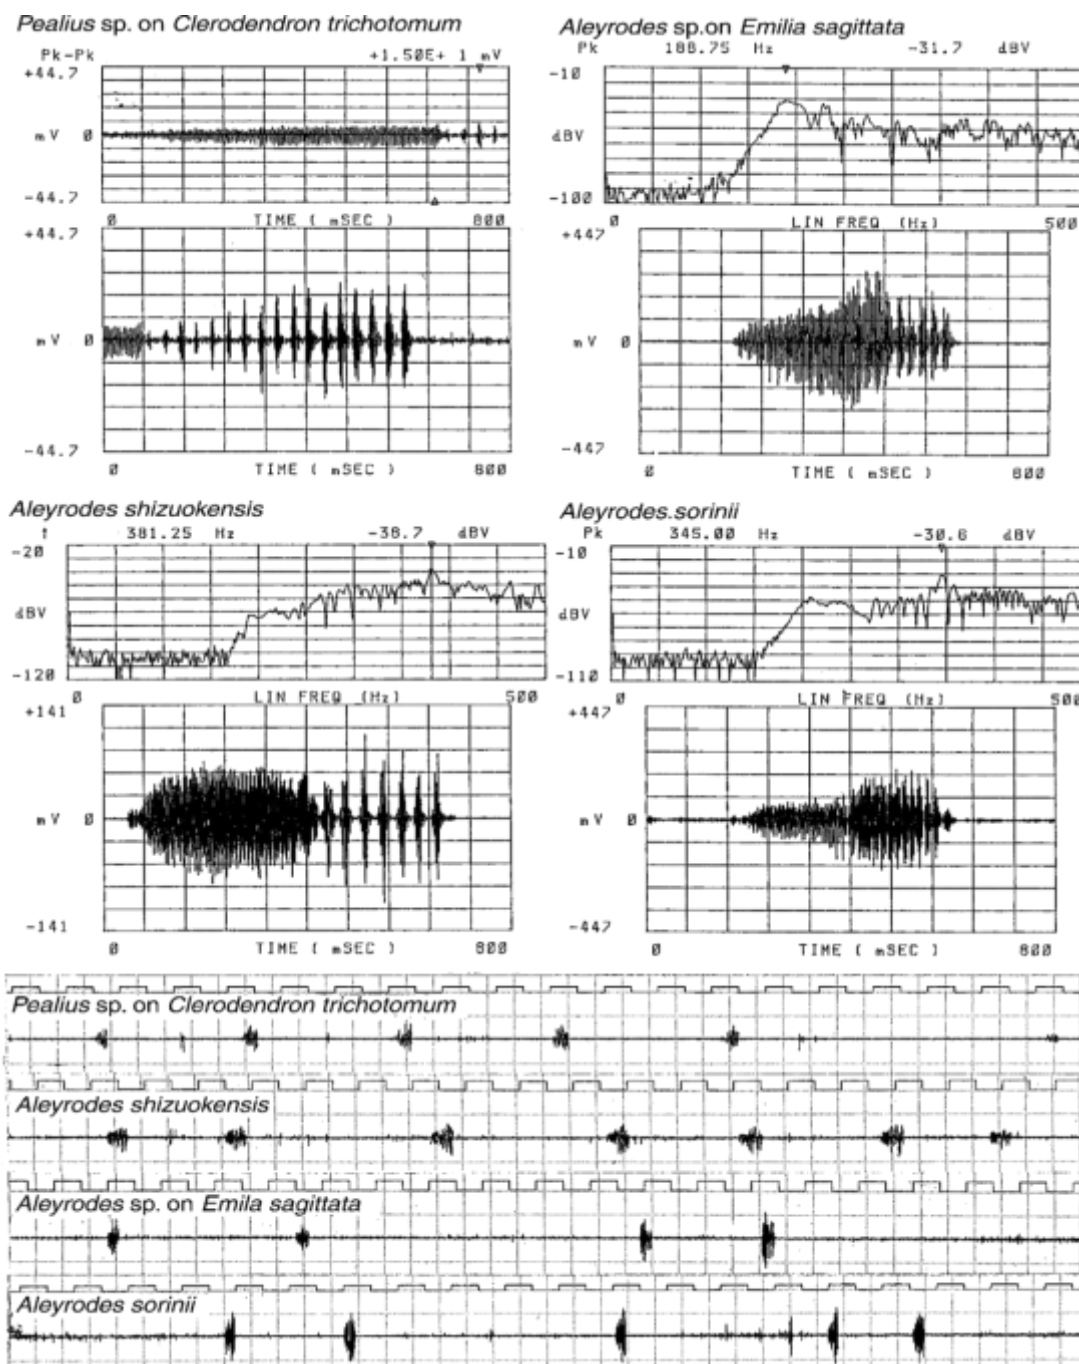 Pealius sp. on Clerodendron trichotomum
Pk-Pk +1.50E+ 1 mV
+44.7
mV 0
-44.7
0 TIME ( mSEC ) 800
+44.7
mV 0
-44.7
0 TIME ( mSEC ) 800
Aleyrodes sp.on Emilia sagittata
Pk 188.75 Hz -31.7 dBV
-10
dBV
-100
0 LIN FREQ (Hz) 500
+447
mV 0
-447
0 TIME ( mSEC ) 800
Aleyrodes shizuokensis
381.25 Hz -38.7 dBV
-20
dBV
-120
0 LIN FREQ (Hz) 500
+141
mV 0
-141
0 TIME ( mSEC ) 800
Aleyrodes.sorinii
Pk 345.00 Hz -30.6 dBV
-10
dBV
-110
0 LIN FREQ (Hz) 500
+447
mV 0
-447
0 TIME ( mSEC ) 800
Pealius sp. on Clerodendron trichotomum
Aleyrodes shizuokensis
Aleyrodes sp. on Emila sagittata
Aleyrodes sorinii